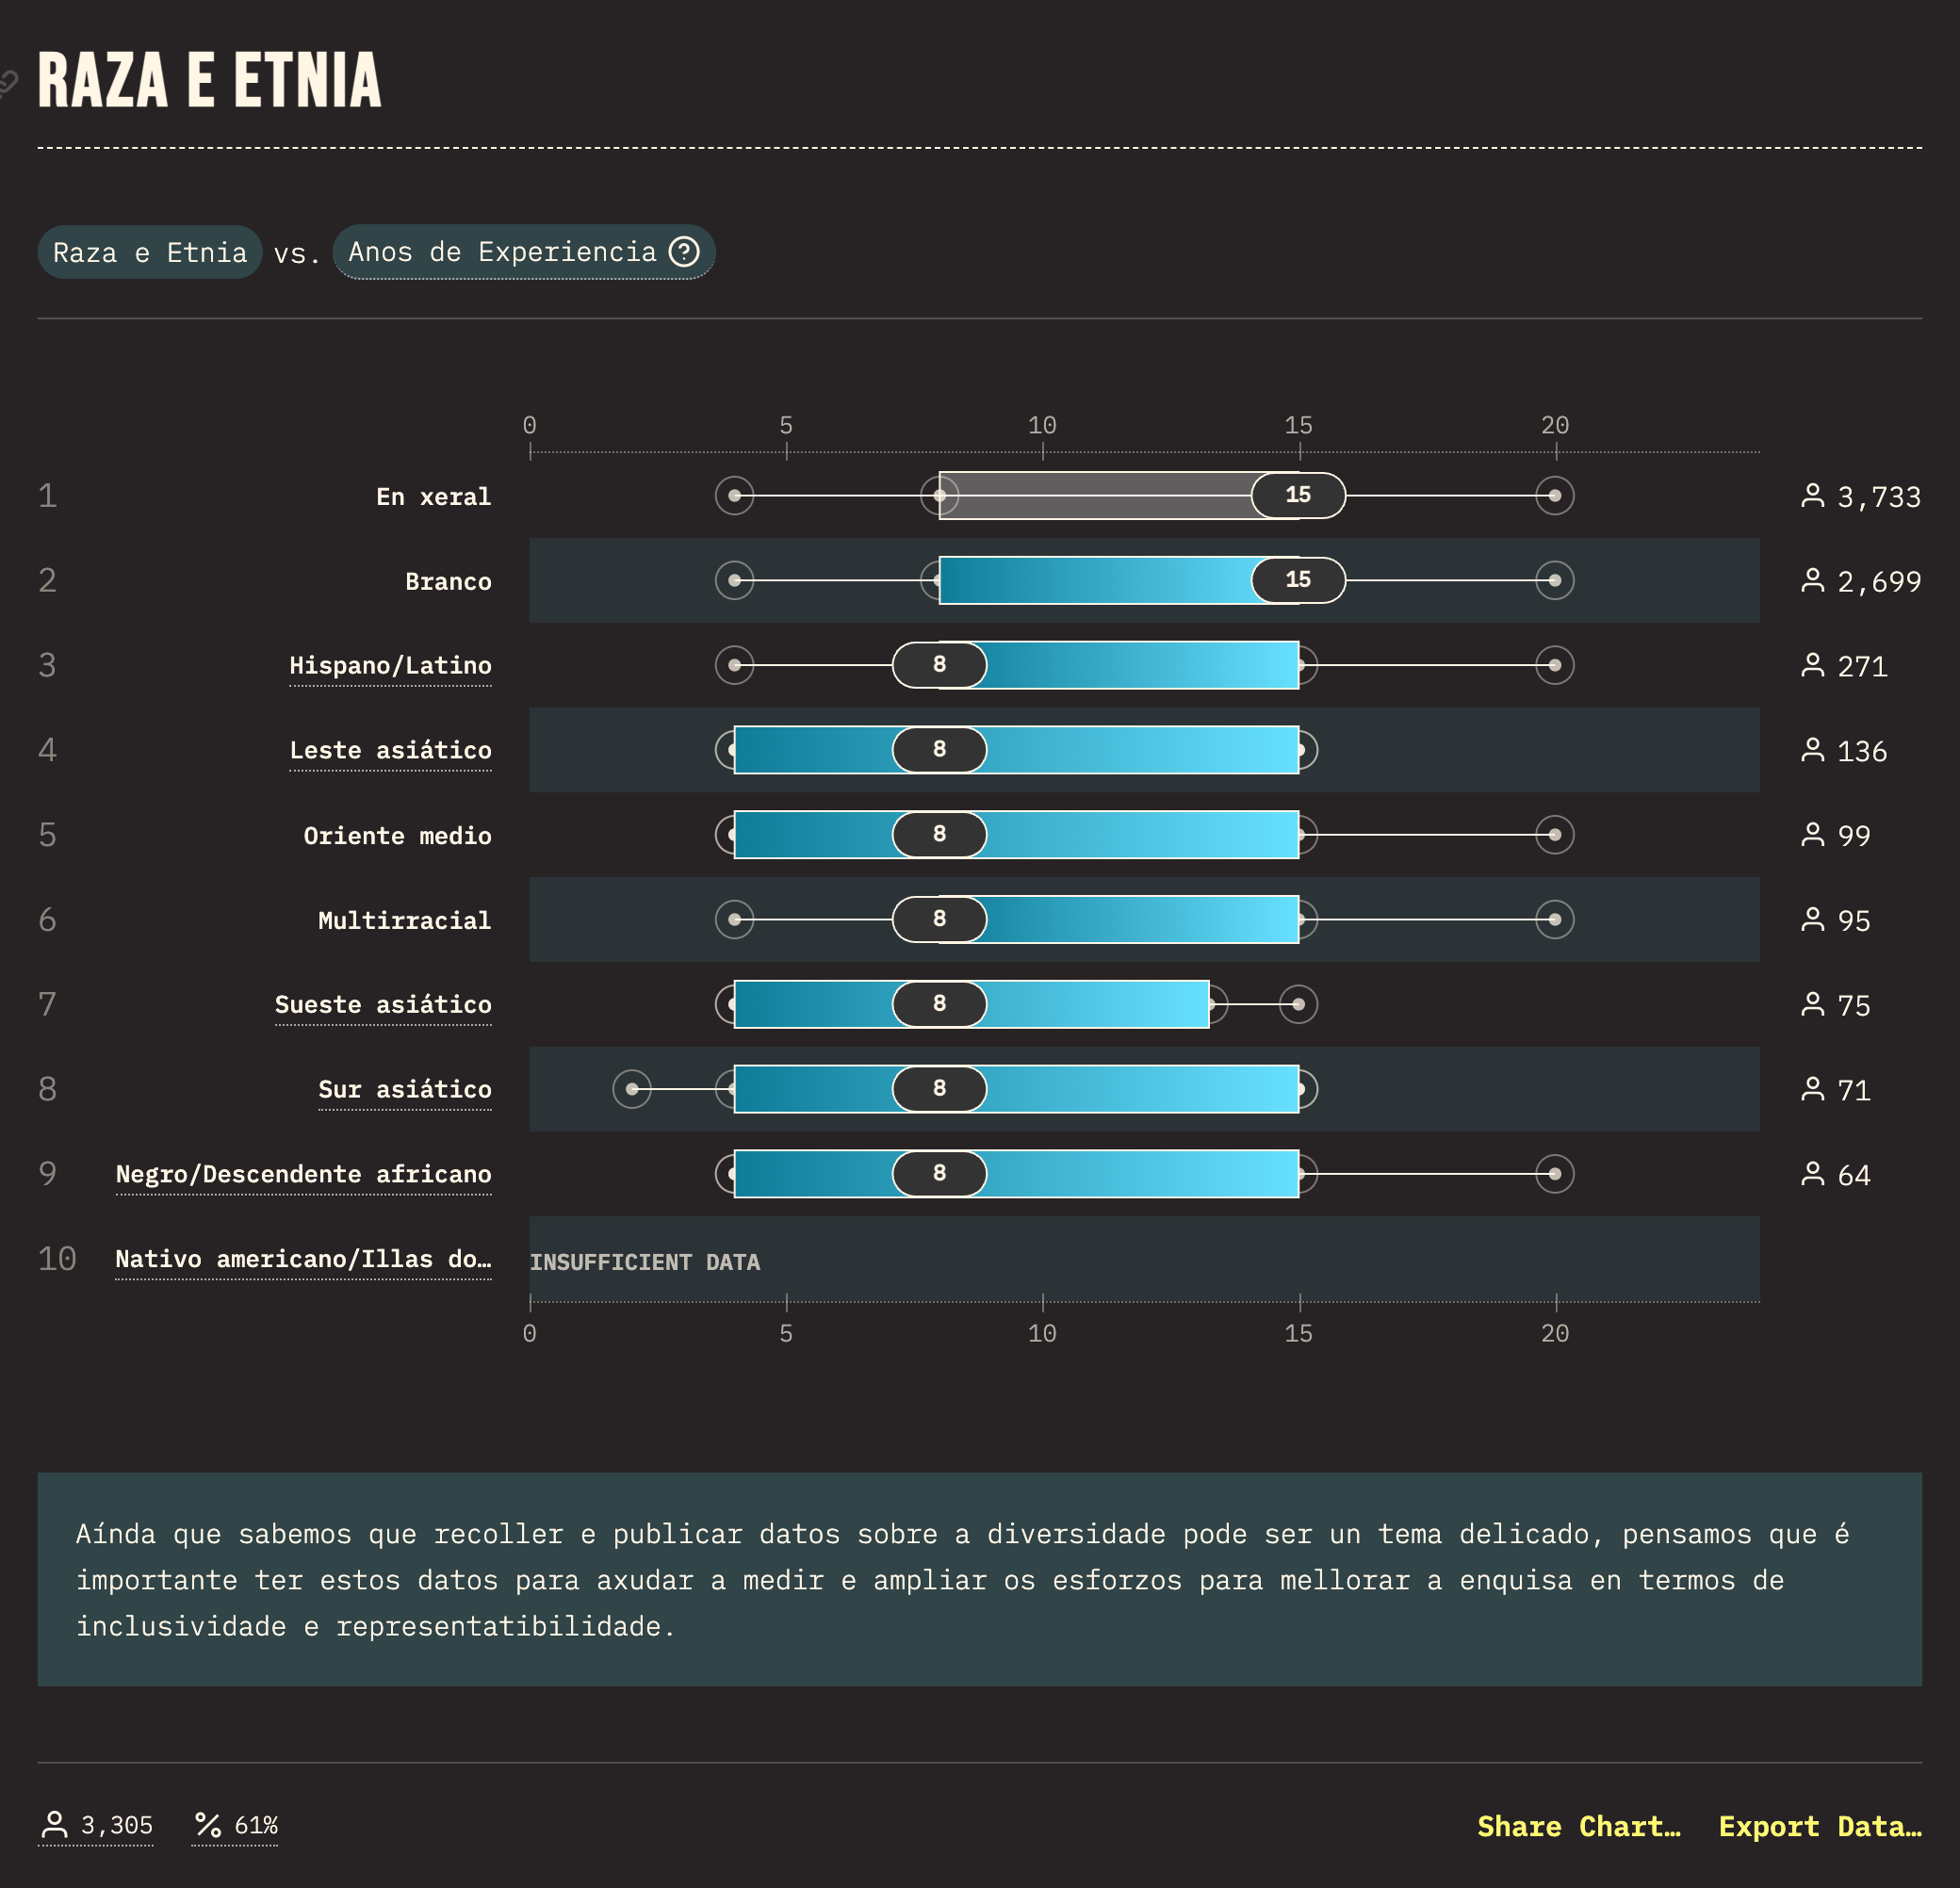 RAZA E ETNIA
Raza e Etnia vs. Anos de Experiencia ?
0 5 10 15 20
1 En xeral 15 3,733
2 Branco 15 2,699
3 Hispano/Latino 8 271
4 Leste asiático 8 136
5 Oriente medio 8 99
6 Multirracial 8 95
7 Sueste asiático 8 75
8 Sur asiático 8 71
9 Negro/Descendente africano 8 64
10 Nativo americano/Illas do… INSUFFICIENT DATA
0 5 10 15 20
Aínda que sabemos que recoller e publicar datos sobre a diversidade pode ser un tema delicado, pensamos que é
importante ter estos datos para axudar a medir e ampliar os esforzos para mellorar a enquisa en termos de
inclusividade e representatibilidade.
3,305 % 61% Share Chart… Export Data…